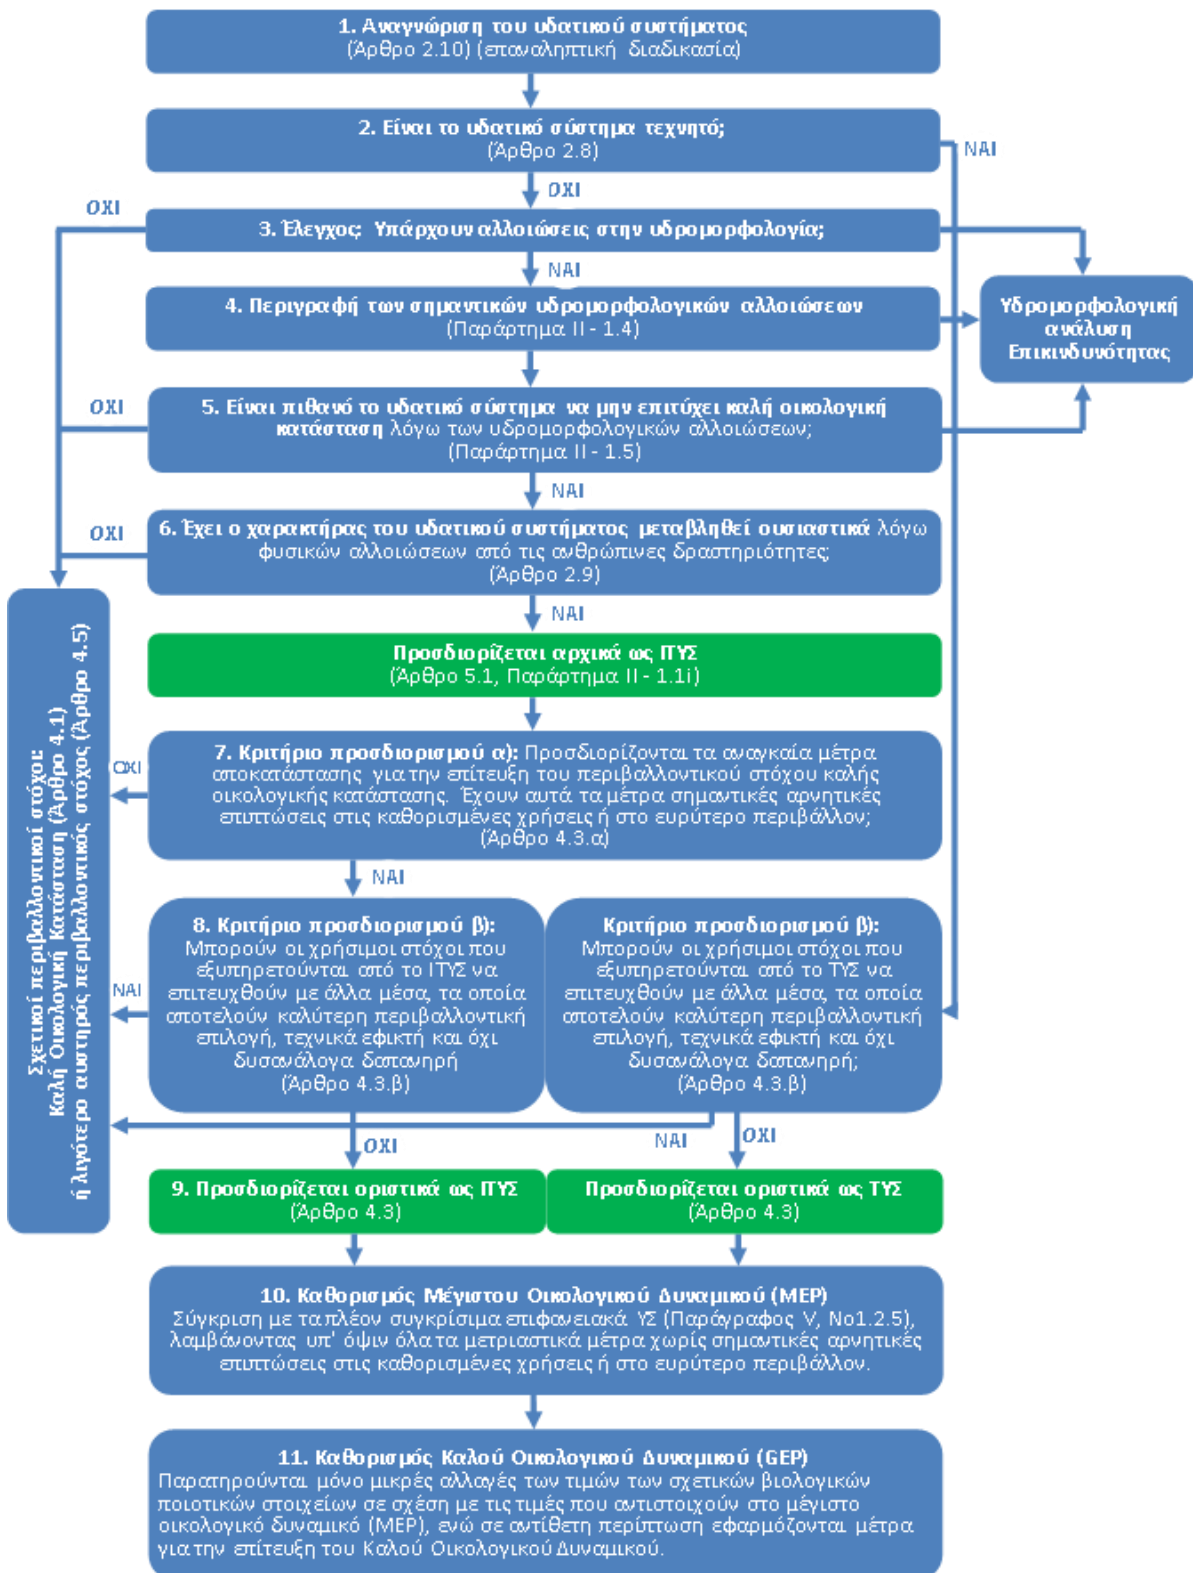 1. Αναγνώριση του υδατικού συστήματος
(Άρθρο 2.10) (επαναληπτική διαδικασία)
2. Είναι το υδατικό σύστημα τεχνητό;
(Άρθρο 2.8)
ΝΑΙ
ΟΧΙ
ΟΧΙ
3. Έλεγχος: Υπάρχουν αλλοιώσεις στην υδρομορφολογία;
ΝΑΙ
4. Περιγραφή των σημαντικών υδρομορφολογικών αλλοιώσεων
(Παράρτημα ΙΙ - 1.4)
Υδρομορφολογική
ανάλυση
Επικινδυνότητας
ΟΧΙ
5. Είναι πιθανό το υδατικό σύστημα να μην επιτύχει καλή οικολογική
κατάσταση λόγω των υδρομορφολογικών αλλοιώσεων;
(Παράρτημα ΙΙ - 1.5)
ΝΑΙ
ΟΧΙ
6. Έχει ο χαρακτήρας του υδατικού συστήματος μεταβληθεί ουσιαστικά λόγω
φυσικών αλλοιώσεων από τις ανθρώπινες δραστηριότητες;
(Άρθρο 2.9)
ΝΑΙ
Προσδιορίζεται αρχικά ως ΙΤΥΣ
(Άρθρο 5.1, Παράρτημα ΙΙ - 1.1i)
Σχετικοί περιβαλλοντικοί στόχοι:
Καλή Οικολογική Κατάσταση (Άρθρο 4.1)
ή λιγότερο αυστηρός περιβαλλοντικός στόχος (Άρθρο 4.5)
ΟΧΙ
7. Κριτήριο προσδιορισμού α): Προσδιορίζονται τα αναγκαία μέτρα
αποκατάστασης για την επίτευξη του περιβαλλοντικού στόχου καλής
οικολογικής κατάστασης. Έχουν αυτά τα μέτρα σημαντικές αρνητικές
επιπτώσεις στις καθορισμένες χρήσεις ή στο ευρύτερο περιβάλλον;
(Άρθρο 4.3.α)
ΝΑΙ
8. Κριτήριο προσδιορισμού β):
Μπορούν οι χρήσιμοι στόχοι που
εξυπηρετούνται από το ΙΤΥΣ να
επιτευχθούν με άλλα μέσα, τα οποία
αποτελούν καλύτερη περιβαλλοντική
επιλογή, τεχνικά εφικτή και όχι
δυσανάλογα δαπανηρή
(Άρθρο 4.3.β)
Κριτήριο προσδιορισμού β):
Μπορούν οι χρήσιμοι στόχοι που
εξυπηρετούνται από το ΤΥΣ να
επιτευχθούν με άλλα μέσα, τα οποία
αποτελούν καλύτερη περιβαλλοντική
επιλογή, τεχνικά εφικτή και όχι
δυσανάλογα δαπανηρή;
(Άρθρο 4.3.β)
ΝΑΙ
ΟΧΙ
ΝΑΙ
ΟΧΙ
9. Προσδιορίζεται οριστικά ως ΙΤΥΣ
(Άρθρο 4.3)
Προσδιορίζεται οριστικά ως ΤΥΣ
(Άρθρο 4.3)
10. Καθορισμός Μέγιστου Οικολογικού Δυναμικού (MEP)
Σύγκριση με τα πλέον συγκρίσιμα επιφανειακά ΥΣ (Παράγραφος V, No1.2.5),
λαμβάνοντας υπ' όψιν όλα τα μετριαστικά μέτρα χωρίς σημαντικές αρνητικές
επιπτώσεις στις καθορισμένες χρήσεις ή στο ευρύτερο περιβάλλον.
11. Καθορισμός Καλού Οικολογικού Δυναμικού (GEP)
Παρατηρούνται μόνο μικρές αλλαγές των τιμών των σχετικών βιολογικών
ποιοτικών στοιχείων σε σχέση με τις τιμές που αντιστοιχούν στο μέγιστο
οικολογικό δυναμικό (MEP), ενώ σε αντίθετη περίπτωση εφαρμόζονται μέτρα
για την επίτευξη του Καλού Οικολογικού Δυναμικού.